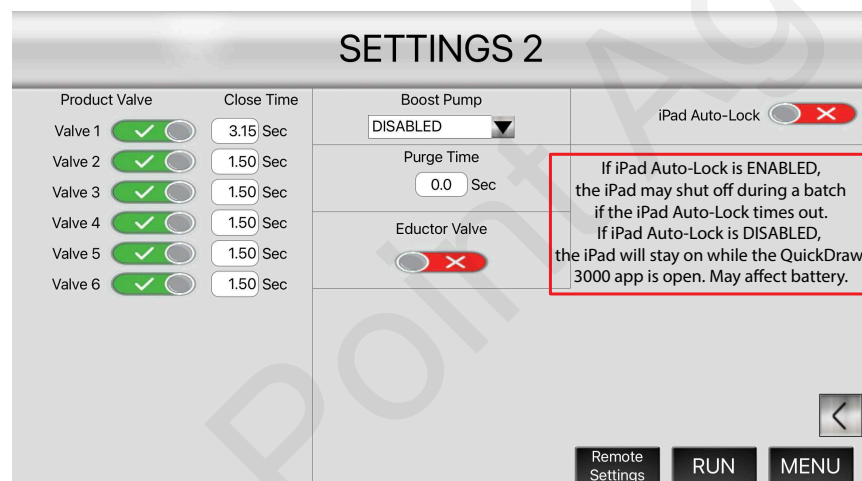 SETTINGS 2
Product Valve Close Time
Valve 1 3.15 Sec
Valve 2 1.50 Sec
Valve 3 1.50 Sec
Valve 4 1.50 Sec
Valve 5 1.50 Sec
Valve 6 1.50 Sec
Boost Pump
DISABLED
Purge Time
0.0 Sec
Eductor Valve
iPad Auto-Lock
If iPad Auto-Lock is ENABLED,
the iPad may shut off during a batch
if the iPad Auto-Lock times out.
If iPad Auto-Lock is DISABLED,
the iPad will stay on while the QuickDraw
3000 app is open. May affect battery.
Remote
Settings
RUN
MENU
Point Ag